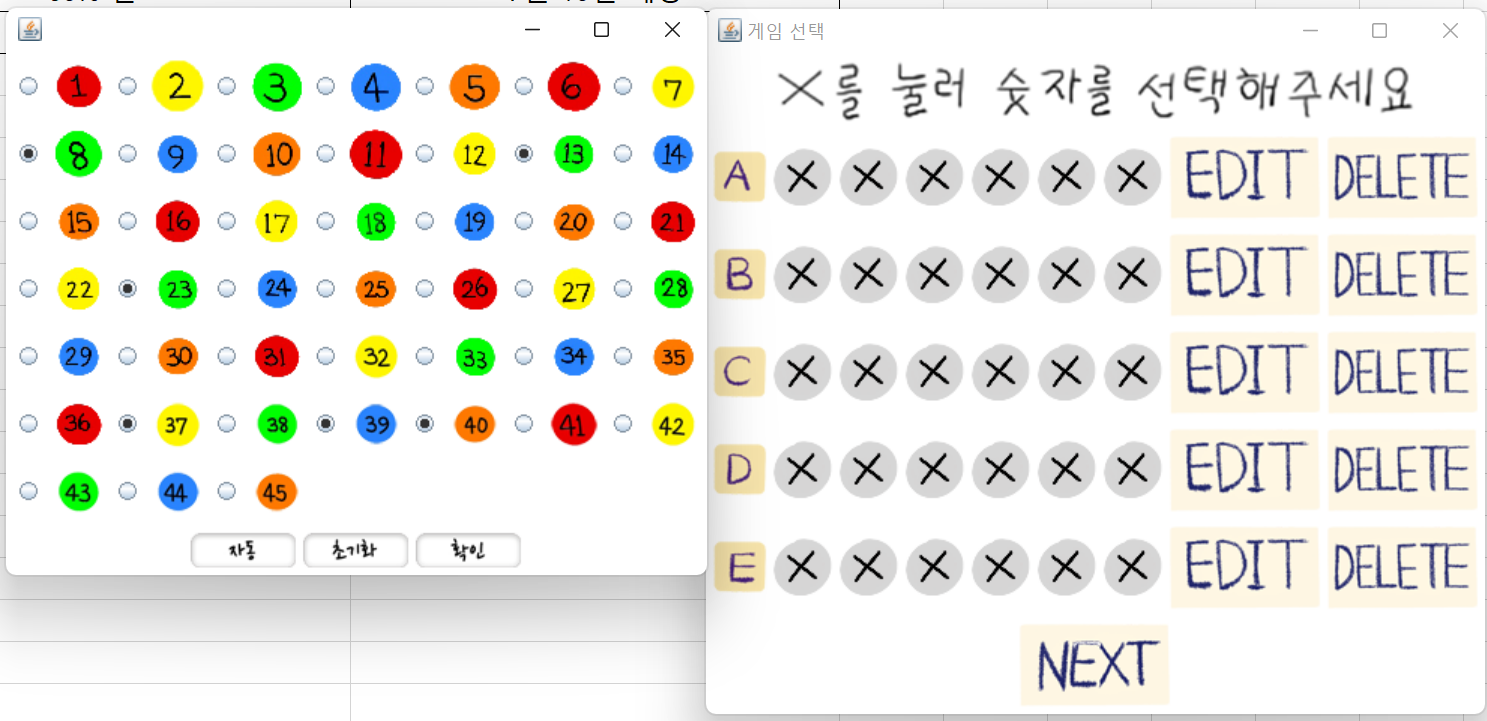 1 2 3 4 5 6 7
8 9 10 11 12 13 14
15 16 17 18 19 20 21
22 23 24 25 26 27 28
29 30 31 32 33 34 35
36 37 38 39 40 41 42
43 44 45
자동 초기화 확인
게임 선택
X를 눌러 숫자를 선택해주세요
A X X X X X X EDIT DELETE
B X X X X X X EDIT DELETE
C X X X X X X EDIT DELETE
D X X X X X X EDIT DELETE
E X X X X X X EDIT DELETE
NEXT